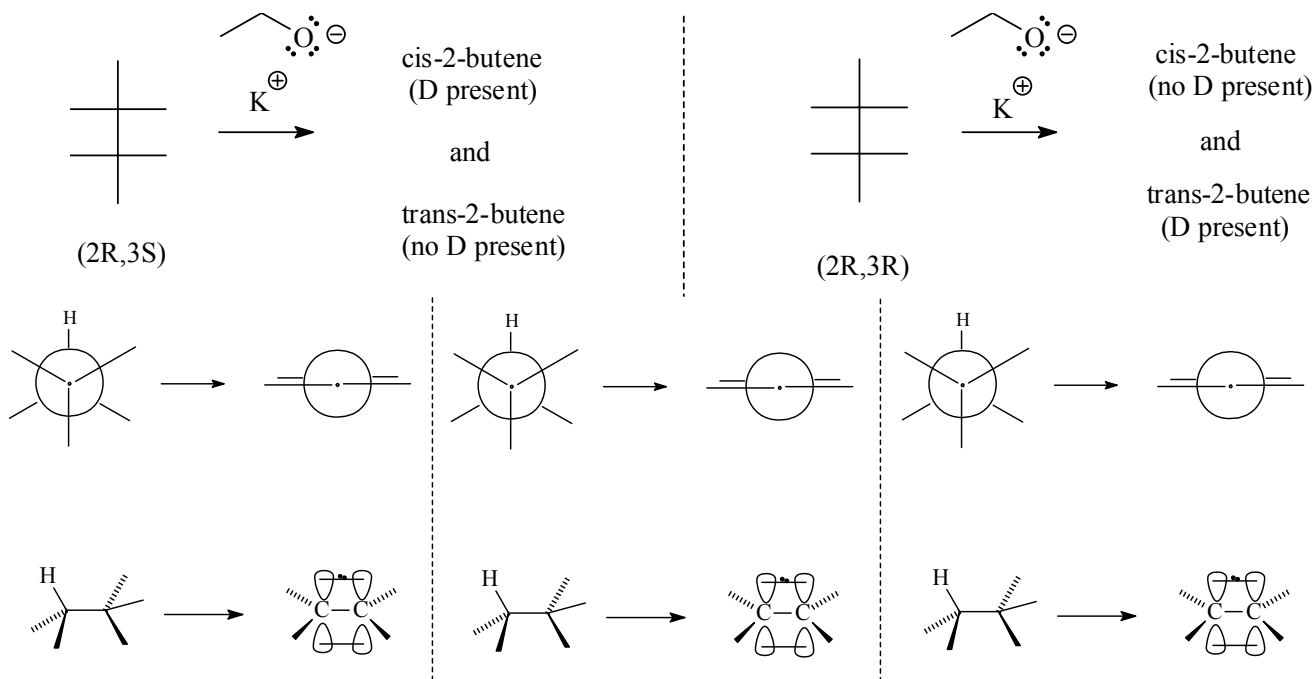 O ⊖
K ⊕
cis-2-butene
(D present)
and
trans-2-butene
(no D present)
(2R,3S)
O ⊖
K ⊕
cis-2-butene
(no D present)
and
trans-2-butene
(D present)
(2R,3R)
H
H
H
H
C C
H
C C
H
C C